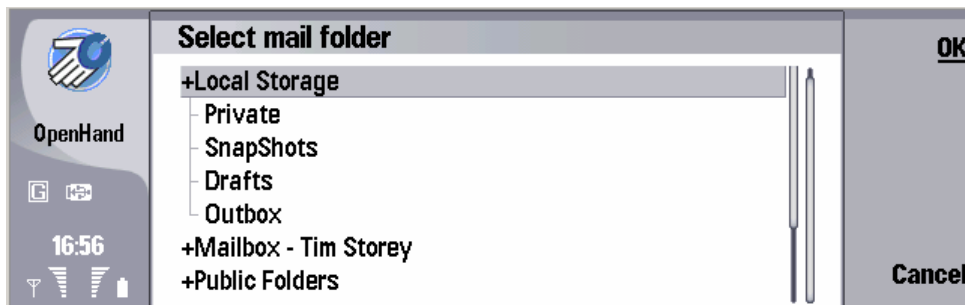 Select mail folder
OK
+Local Storage
Private
SnapShots
Drafts
Outbox
+Mailbox - Tim Storey
+Public Folders
Cancel
OpenHand
G
16:56